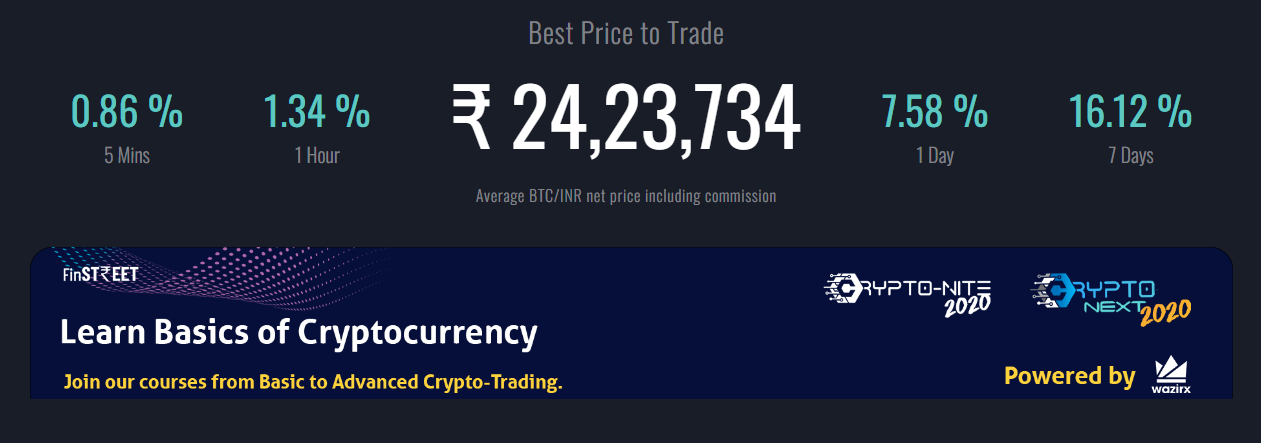 Best Price to Trade
0.86 %
5 Mins
1.34 %
1 Hour
₹ 24,23,734
7.58 %
1 Day
16.12 %
7 Days
Average BTC/INR net price including commission
FinST₹EET
CRYPTO-NITE
2020
CRYPTO
NEXT 2020
Learn Basics of Cryptocurrency
Join our courses from Basic to Advanced Crypto-Trading.
Powered by wazirx